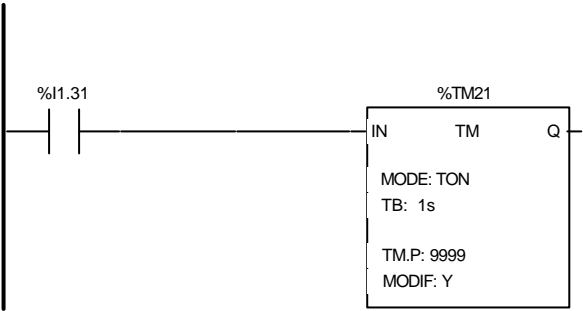 %I1.31
%TM21
IN TM Q
MODE: TON
TB: 1s
TM.P: 9999
MODIF: Y